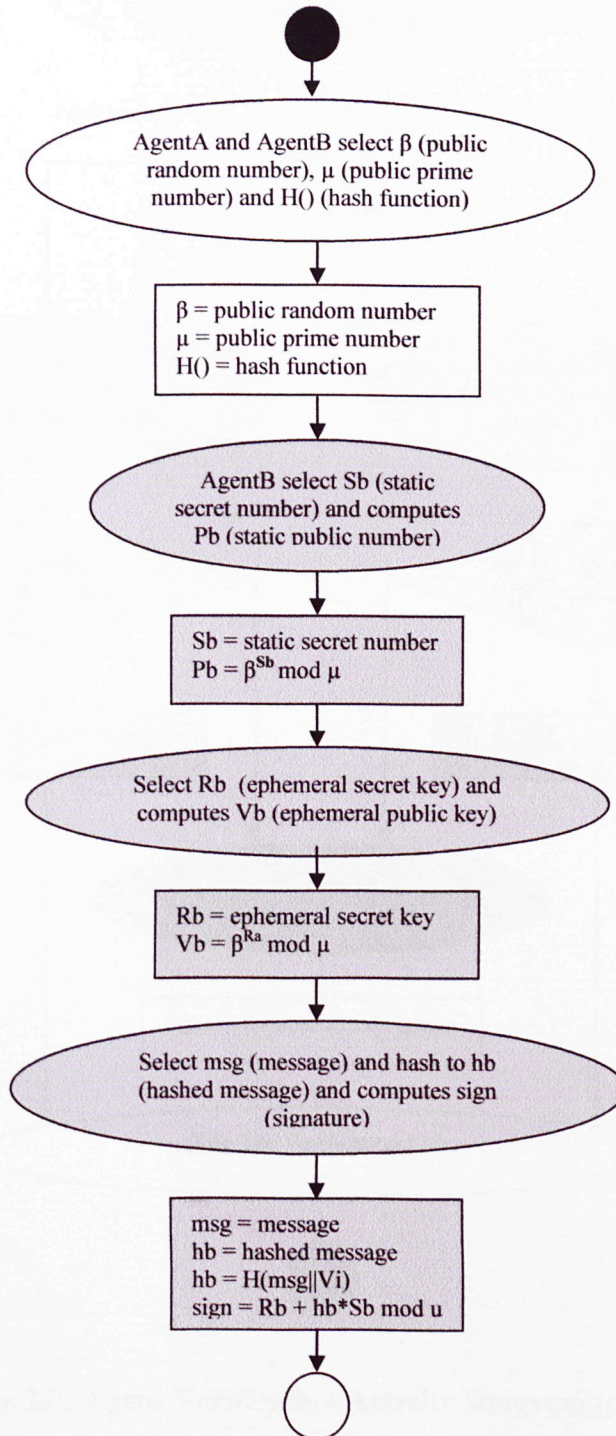 AgentA and AgentB select β (public
random number), μ (public prime
number) and H() (hash function)
β = public random number
μ = public prime number
H() = hash function
AgentB select Sb (static
secret number) and computes
Pb (static public number)
Sb = static secret number
Pb = β^Sb mod μ
Select Rb (ephemeral secret key) and
computes Vb (ephemeral public key)
Rb = ephemeral secret key
Vb = β^Ra mod μ
Select msg (message) and hash to hb
(hashed message) and computes sign
(signature)
msg = message
hb = hashed message
hb = H(msg||Vi)
sign = Rb + hb*Sb mod u